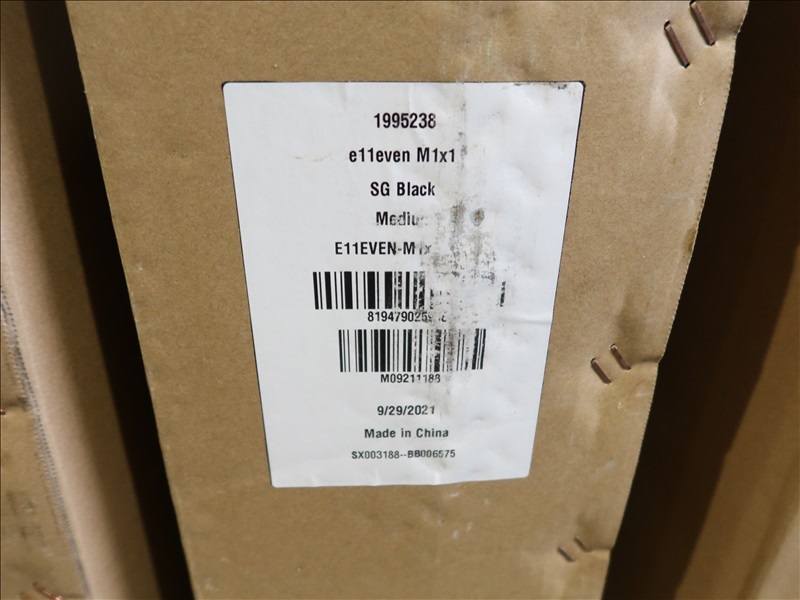 1995238
e11even M1x1
SG Black
E11EVEN-M1x
M09211188
9/29/2021
Made in China
SX003188--BB006575